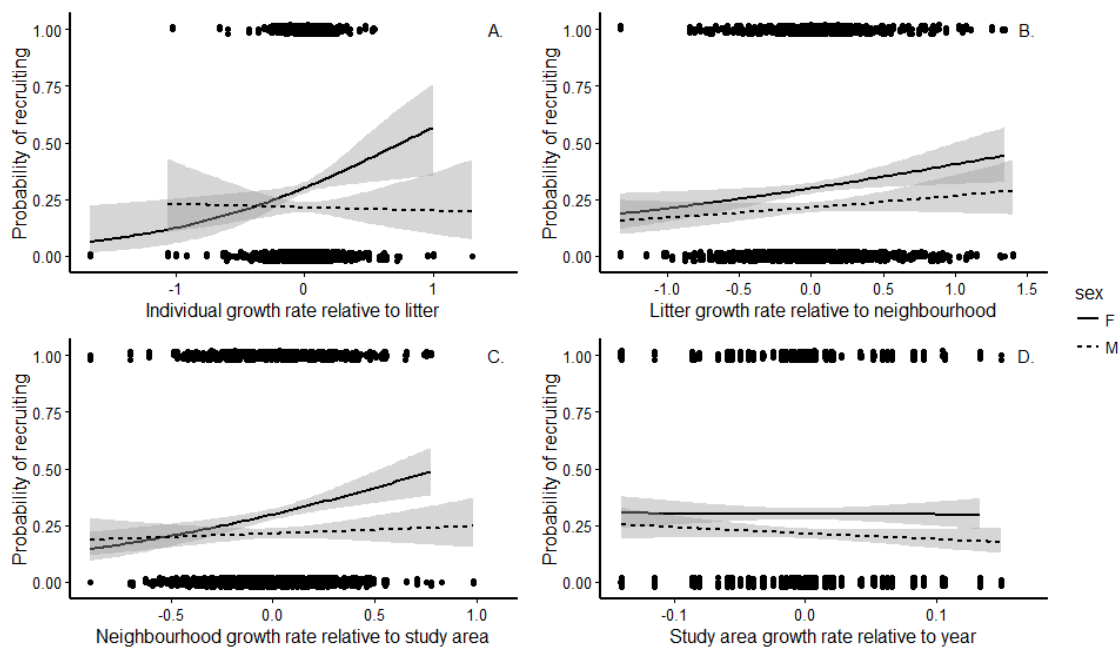 A.
Probability of recruiting
1.00
0.75
0.50
0.25
0.00
-1
0
1
Individual growth rate relative to litter
B.
Probability of recruiting
1.00
0.75
0.50
0.25
0.00
-1.0
-0.5
0.0
0.5
1.0
1.5
Litter growth rate relative to neighbourhood
sex
F
M
C.
Probability of recruiting
1.00
0.75
0.50
0.25
0.00
-0.5
0.0
0.5
1.0
Neighbourhood growth rate relative to study area
D.
Probability of recruiting
1.00
0.75
0.50
0.25
0.00
-0.1
0.0
0.1
Study area growth rate relative to year